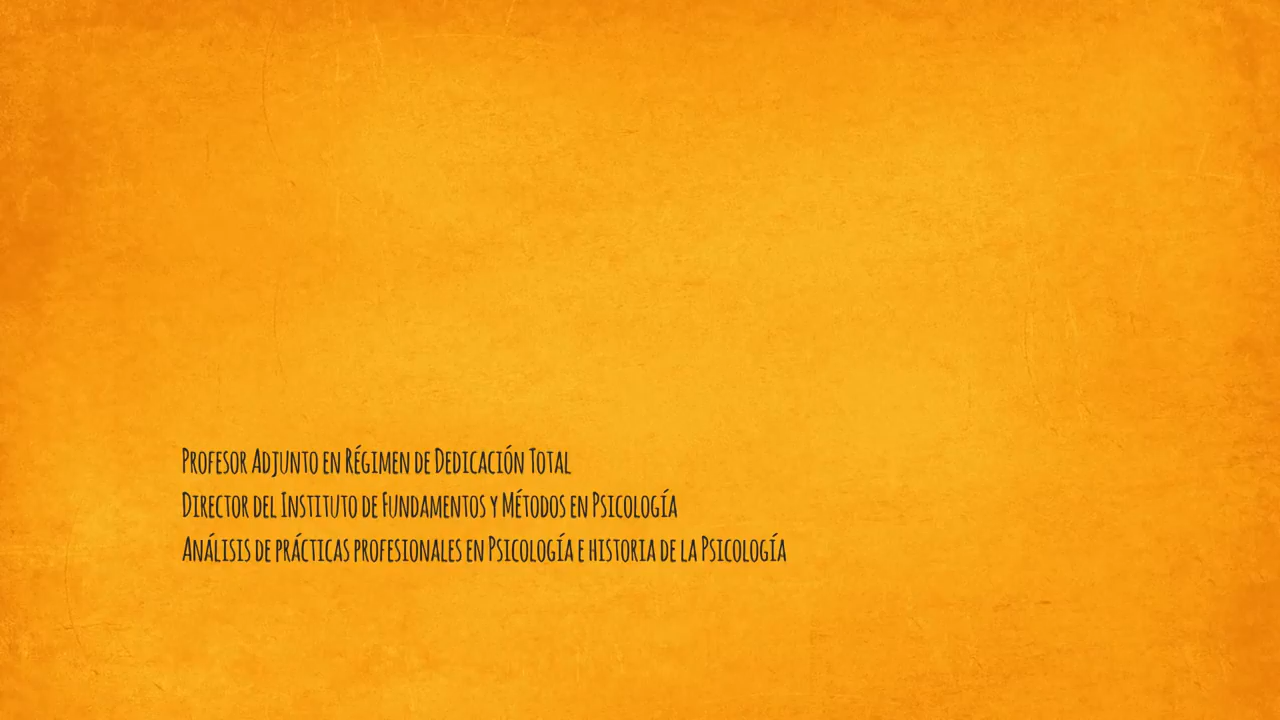 Profesor Adjunto en Régimen de Dedicación Total
Director del Instituto de Fundamentos y Métodos en Psicología
Análisis de prácticas profesionales en Psicología e historia de la Psicología